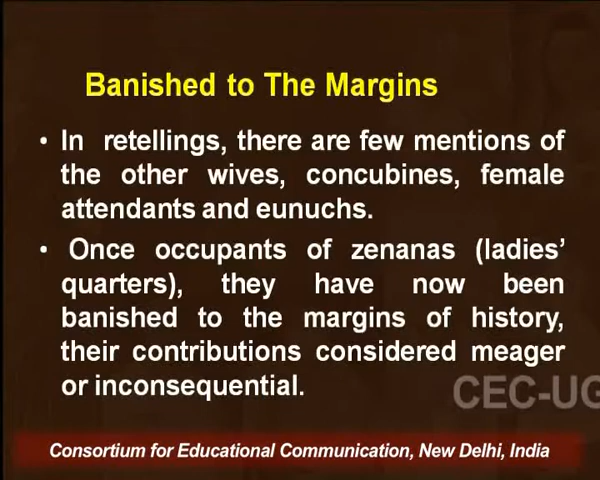 Banished to The Margins
• In retellings, there are few mentions of
the other wives, concubines, female
attendants and eunuchs.
• Once occupants of zenanas (ladies’
quarters), they have now been
banished to the margins of history,
their contributions considered meager
or inconsequential.
CEC-UG
Consortium for Educational Communication, New Delhi, India